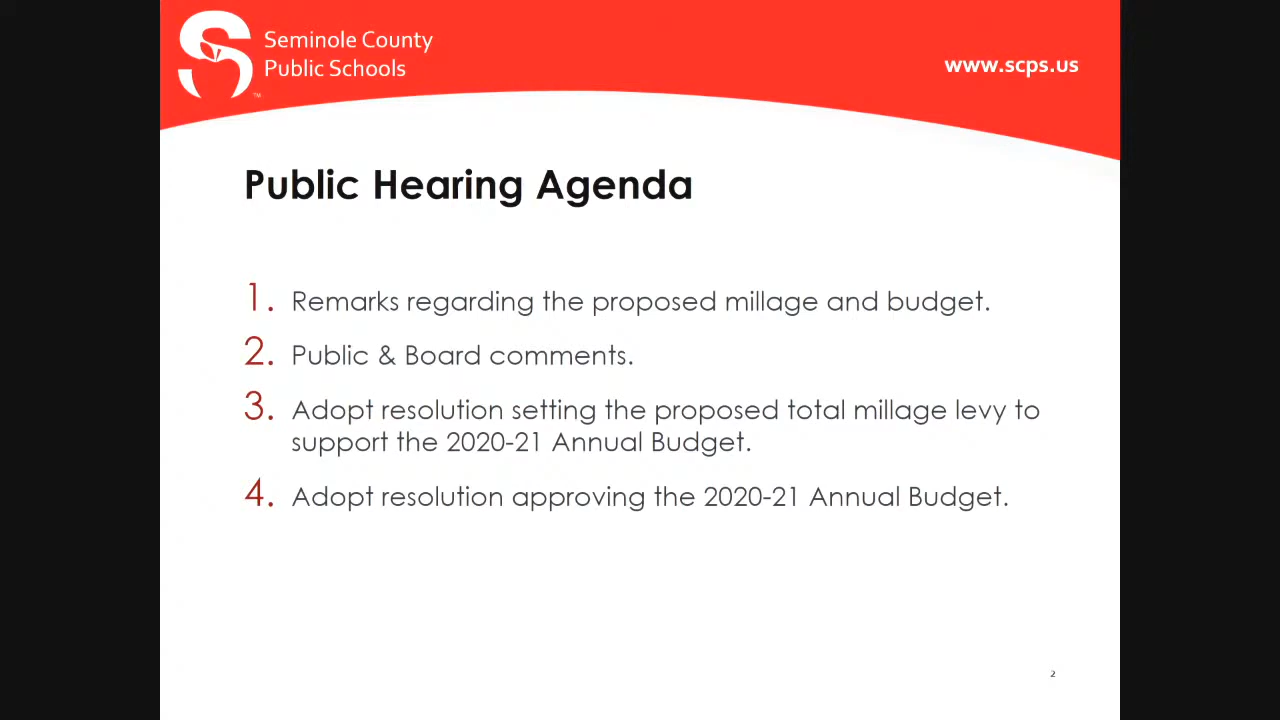 Seminole County
Public Schools
™
www.scps.us
Public Hearing Agenda
1. Remarks regarding the proposed millage and budget.
2. Public & Board comments.
3. Adopt resolution setting the proposed total millage levy to
support the 2020-21 Annual Budget.
4. Adopt resolution approving the 2020-21 Annual Budget.
2